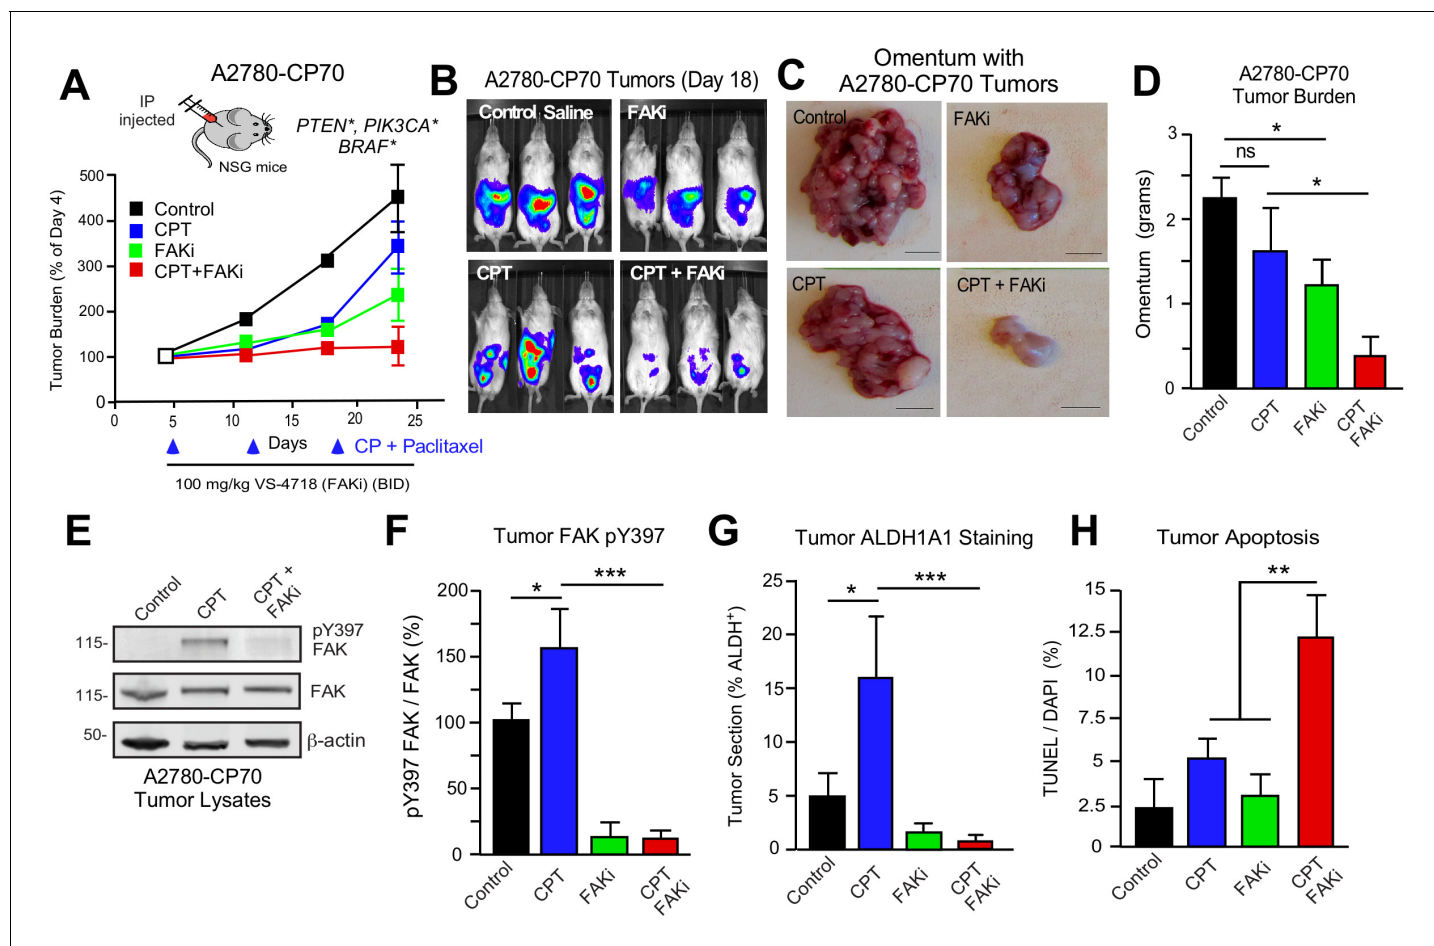 A
A2780-CP70
IP
injected
NSG mice
PTEN*, PIK3CA*
BRAF*
Tumor Burden (% of Day 4)
500
400
300
200
100
0
Control
CPT
FAKi
CPT+FAKi
0
5
10
15
20
25
Days
CP + Paclitaxel
100 mg/kg VS-4718 (FAKi) (BID)
B
A2780-CP70 Tumors (Day 18)
Control Saline
FAKi
CPT
CPT + FAKi
C
Omentum with
A2780-CP70 Tumors
Control
FAKi
CPT
CPT + FAKi
D
A2780-CP70
Tumor Burden
Omentum (grams)
3
2
1
0
*
ns
*
Control
CPT
FAKi
CPT
FAKi
E
Control
CPT
CPT +
FAKi
115-
pY397
FAK
115-
FAK
50-
β-actin
A2780-CP70
Tumor Lysates
F
Tumor FAK pY397
pY397 FAK / FAK (%)
200
150
100
50
0
*
***
Control
CPT
FAKi
CPT
FAKi
G
Tumor ALDH1A1 Staining
Tumor Section (% ALDH+)
25
20
15
10
5
0
*
***
Control
CPT
FAKi
CPT
FAKi
H
Tumor Apoptosis
TUNEL / DAPI (%)
15
12.5
10
7.5
5
2.5
0
**
Control
CPT
FAKi
CPT
FAKi